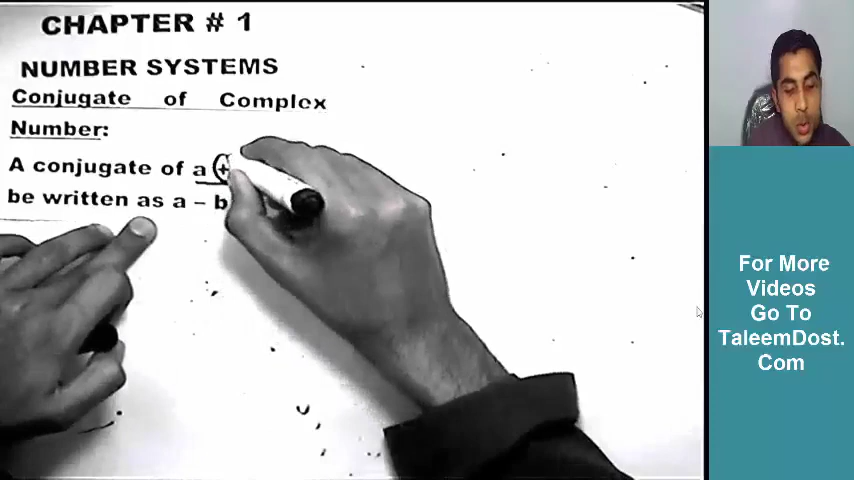 CHAPTER # 1
NUMBER SYSTEMS
Conjugate of Complex
Number:
A conjugate of a +
be written as a – b
For More
Videos
Go To
TaleemDost.
Com